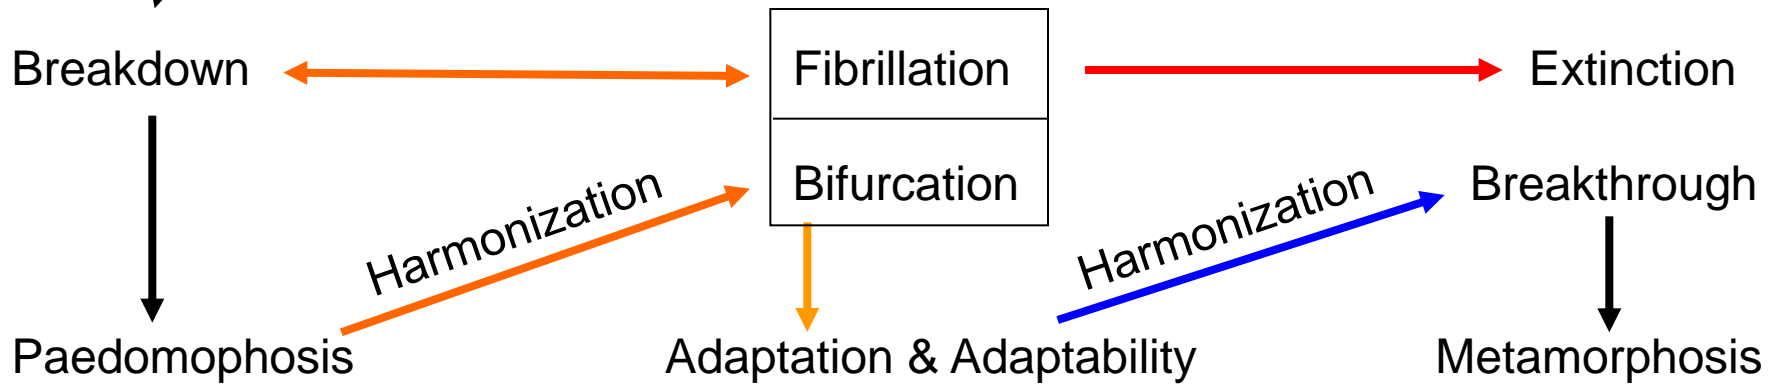 Breakdown
Fibrillation
Extinction
Bifurcation
Breakthrough
Harmonization
Harmonization
Paedomophosis
Adaptation & Adaptability
Metamorphosis